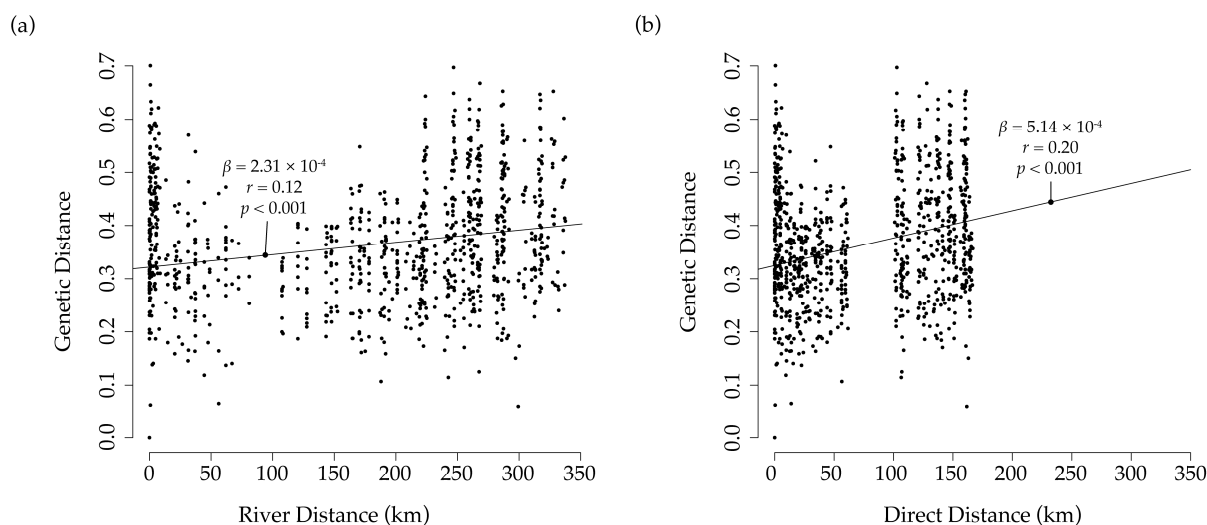 (a)
0.7
0.6
0.5
0.4
0.3
0.2
0.1
0.0
Genetic Distance
β = 2.31 × 10-4
r = 0.12
p < 0.001
0 50 100 150 200 250 300 350
River Distance (km)
(b)
0.7
0.6
0.5
0.4
0.3
0.2
0.1
0.0
Genetic Distance
β – 5.14 × 10-4
r = 0.20
p < 0.001
0 50 100 150 200 250 300 350
Direct Distance (km)